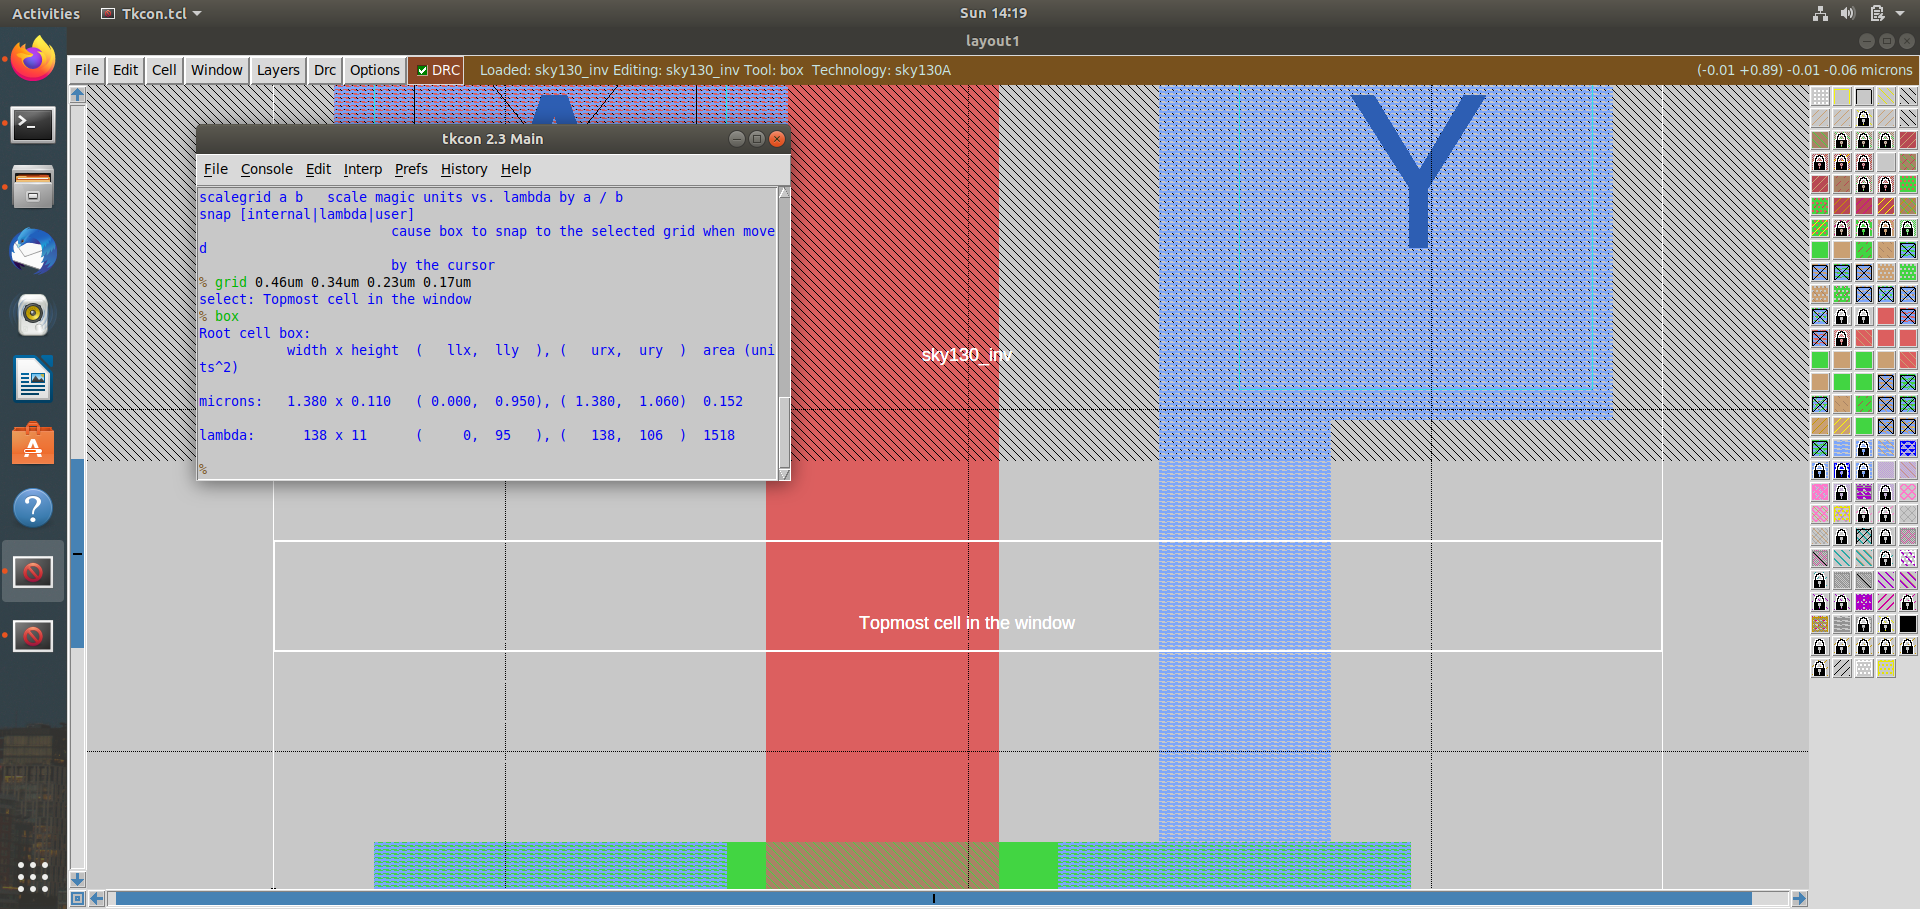 Activities Tkcon.tcl Sun 14:19
layout1
File Edit Cell Window Layers Drc Options DRC Loaded: sky130_inv Editing: sky130_inv Tool: box Technology: sky130A (-0.01 +0.89) -0.01 -0.06 microns
A
Y
tkcon 2.3 Main
File Console Edit Interp Prefs History Help
scalegrid a b scale magic units vs. lambda by a / b
snap [internal|lambda|user]
cause box to snap to the selected grid when move
d
by the cursor
% grid 0.46um 0.34um 0.23um 0.17um
select: Topmost cell in the window
% box
Root cell box:
width x height ( llx, lly ), ( urx, ury ) area (uni
ts^2)
microns: 1.380 x 0.110 ( 0.000, 0.950), ( 1.380, 1.060) 0.152
lambda: 138 x 11 ( 0, 95 ), ( 138, 106 ) 1518
%
sky130_inv
Topmost cell in the window